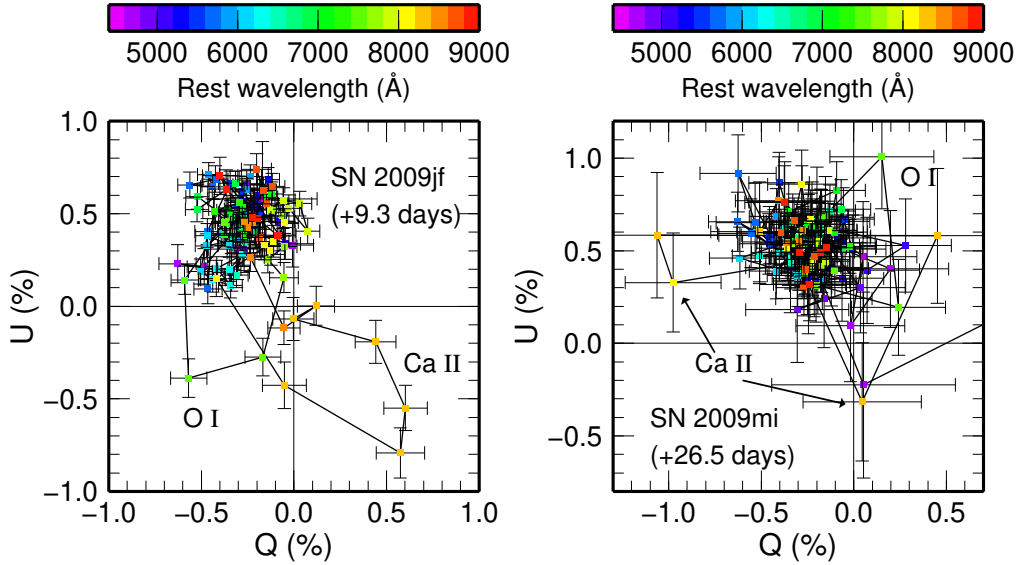 5000 6000 7000 8000 9000
Rest wavelength (Å)
5000 6000 7000 8000 9000
Rest wavelength (Å)
1.0
0.5
0.0
−0.5
−1.0
U (%)
SN 2009jf
(+9.3 days)
Ca II
O I
−1.0 −0.5 0.0 0.5 1.0
Q (%)
1.0
0.5
0.0
−0.5
U (%)
O I
Ca II
SN 2009mi
(+26.5 days)
−1.0 −0.5 0.0 0.5
Q (%)